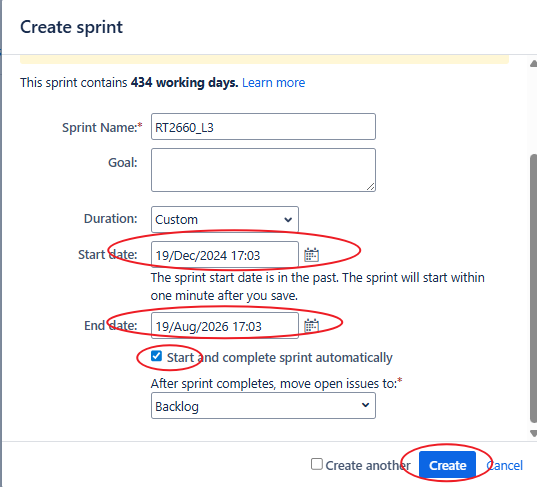 Create sprint
This sprint contains 434 working days. Learn more
Sprint Name:* RT2660_L3
Goal:
Duration: Custom
Start date: 19/Dec/2024 17:03
The sprint start date is in the past. The sprint will start within
one minute after you save.
End date: 19/Aug/2026 17:03
Start and complete sprint automatically
After sprint completes, move open issues to:*
Backlog
Create another Create Cancel